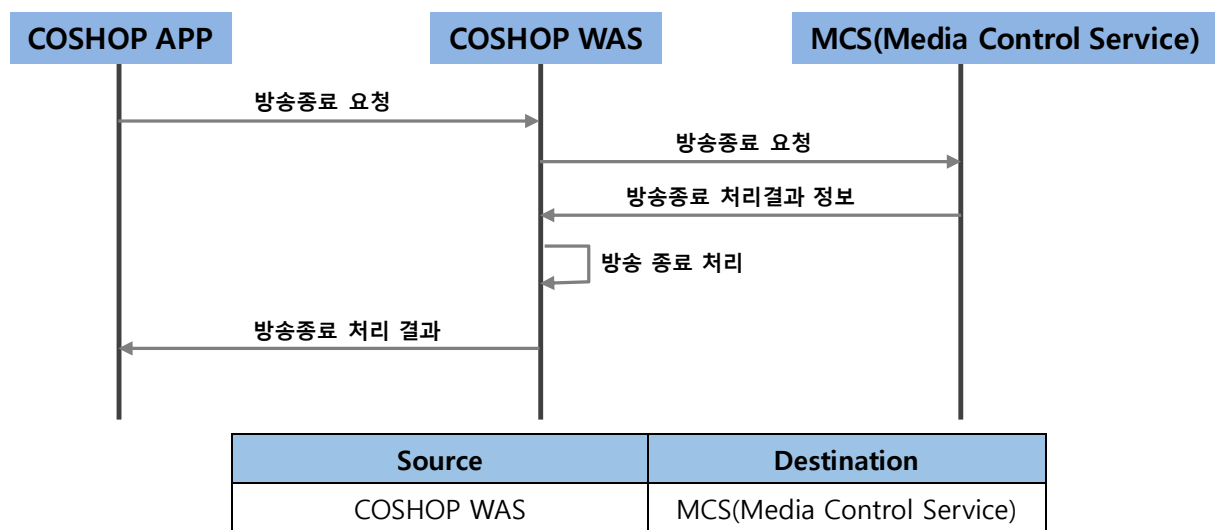 COSHOP APP COSHOP WAS MCS(Media Control Service)
방송종료 요청
방송종료 요청
방송종료 처리결과 정보
방송 종료 처리
방송종료 처리 결과
Source Destination
COSHOP WAS MCS(Media Control Service)